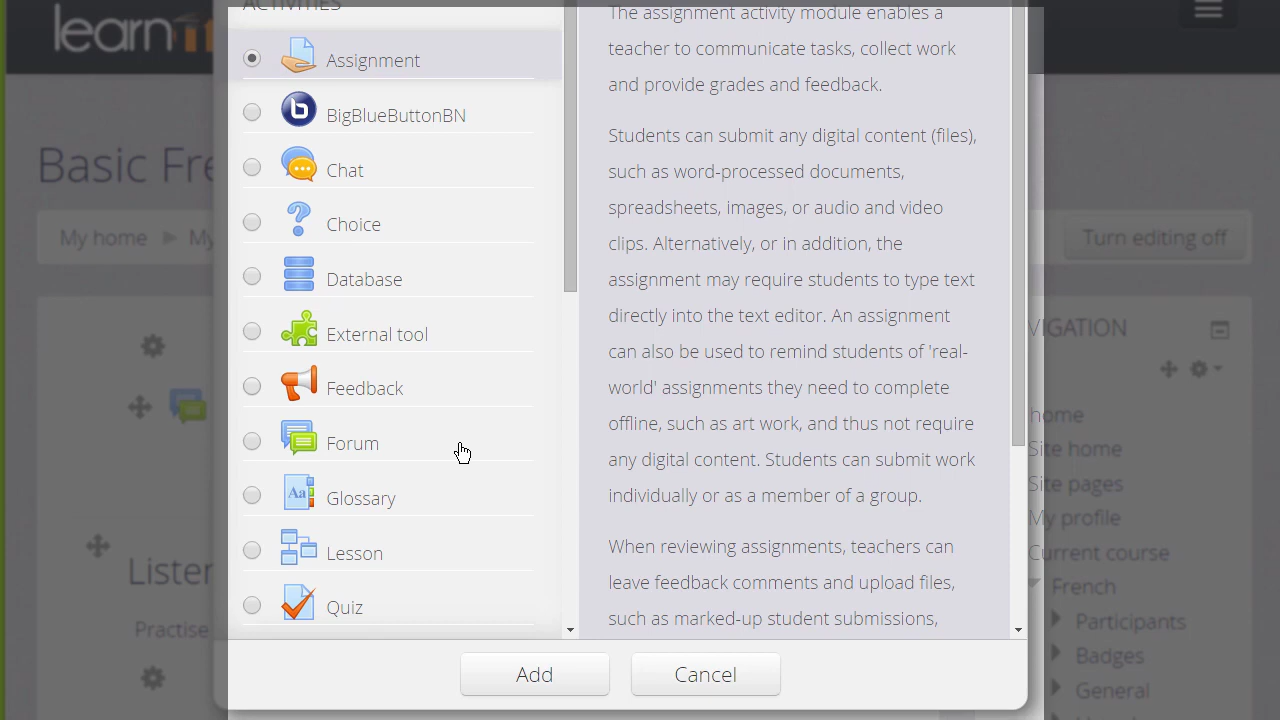 ACTIVITIES
learn
Assignment
BigBlueButtonBN
Chat
Choice
Database
External tool
Feedback
Forum
Glossary
Aa
Lesson
Quiz
The assignment activity module enables a
teacher to communicate tasks, collect work
and provide grades and feedback.
Students can submit any digital content (files),
such as word-processed documents,
spreadsheets, images, or audio and video
clips. Alternatively, or in addition, the
assignment may require students to type text
directly into the text editor. An assignment
can also be used to remind students of 'real-
world' assignments they need to complete
offline, such as art work, and thus not require
any digital content. Students can submit work
individually or as a member of a group.
When reviewing assignments, teachers can
leave feedback comments and upload files,
such as marked-up student submissions,
Add
Cancel
Basic Fre
My home
My
Turn editing off
VIGATION
home
Site home
Site pages
My profile
Current course
French
Participants
Badges
General
Listen
Practise